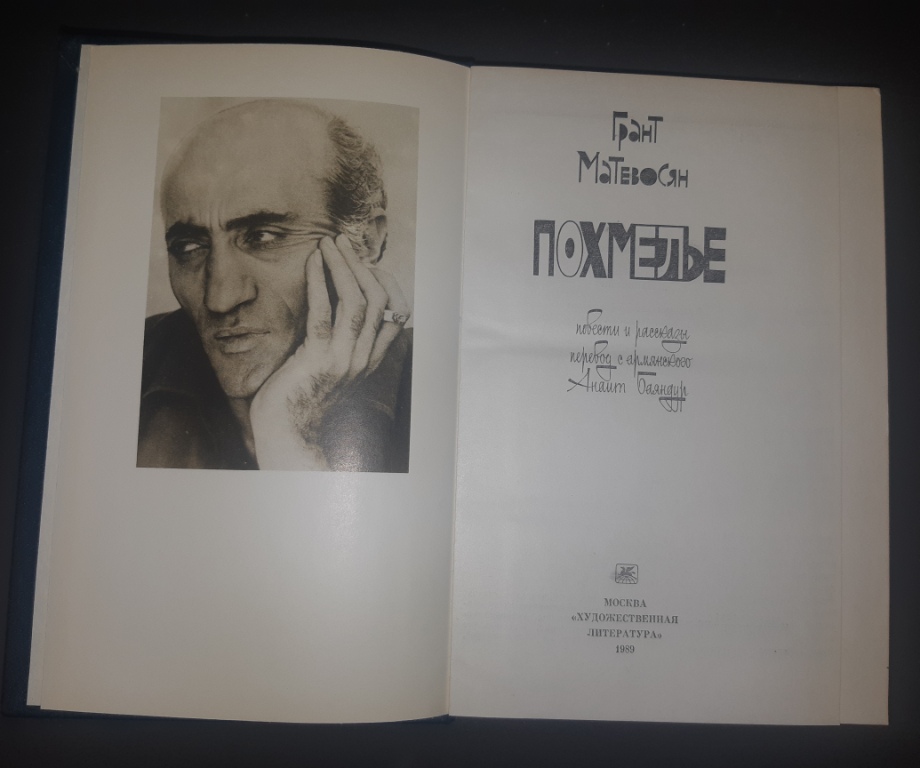 Грант
Матевосян
ПОХМЕЛЬЕ
повести и рассказы
перевод с армянского
Анаит Баяндур
МОСКВА
«ХУДОЖЕСТВЕННАЯ
ЛИТЕРАТУРА»
1989